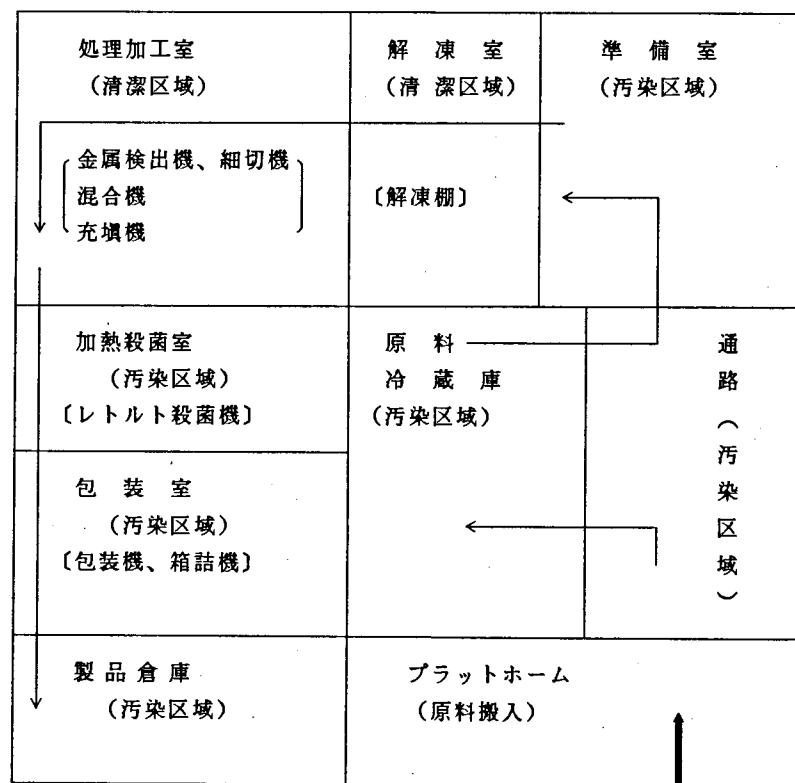 処理加工室
(清潔区域)
金属検出機、細切機
混合機
充塡機
解凍室
(清潔区域)
〔解凍棚〕
準備室
(汚染区域)
加熱殺菌室
(汚染区域)
〔レトルト殺菌機〕
原料
冷蔵庫
(汚染区域)
通路(汚染区域)
包装室
(汚染区域)
〔包装機、箱詰機〕
製品倉庫
(汚染区域)
プラットホーム
(原料搬入)